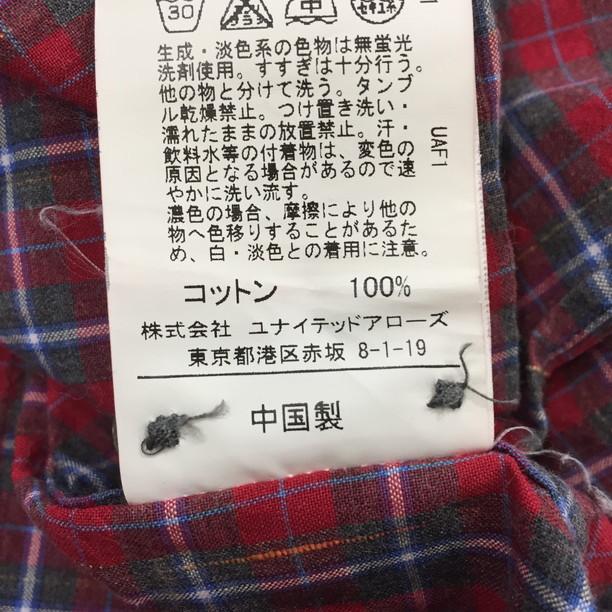 30
生成・淡色系の色物は無蛍光
洗剤使用。すすぎは十分行う。
他の物と分けて洗う。タンブ
ル乾燥禁止。つけ置き洗い・
濡れたままの放置禁止。汗・
飲料水等の付着物は、変色の
原因となる場合があるので速
やかに洗い流す。
濃色の場合、摩擦により他の
物へ色移りすることがあるた
め、白・淡色との着用に注意。
UAF1
コットン 100%
株式会社 ユナイテッドアローズ
東京都港区赤坂 8-1-19
中国製